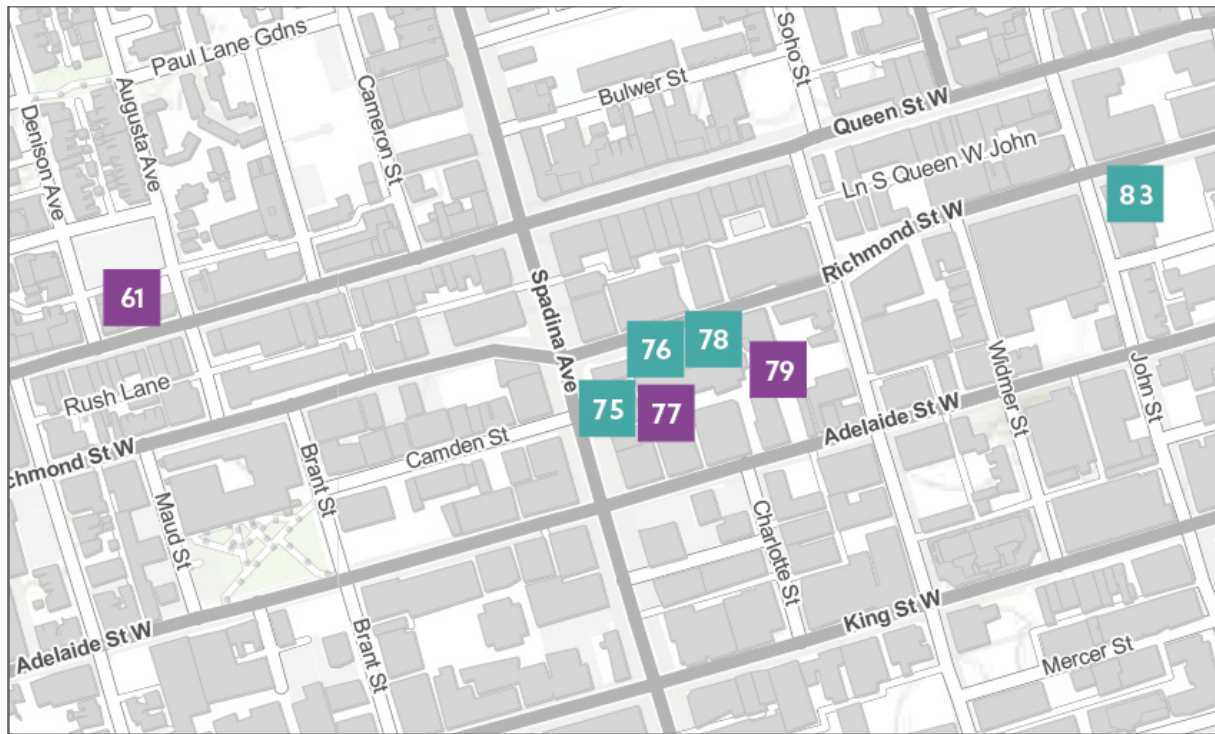 Paul Lane Gdns
Soho St
Bulwer St
Cameron St
Augusta Ave
Denison Ave
Queen St W
Ln S Queen W John
83
Richmond St W
Spadina Ave
61
76
78
79
75
77
Rush Lane
Widmer St
John St
Adelaide St W
Camden St
chmond St W
Brant St
Maud St
Charlotte St
King St W
Adelaide St W
Brant St
Mercer St